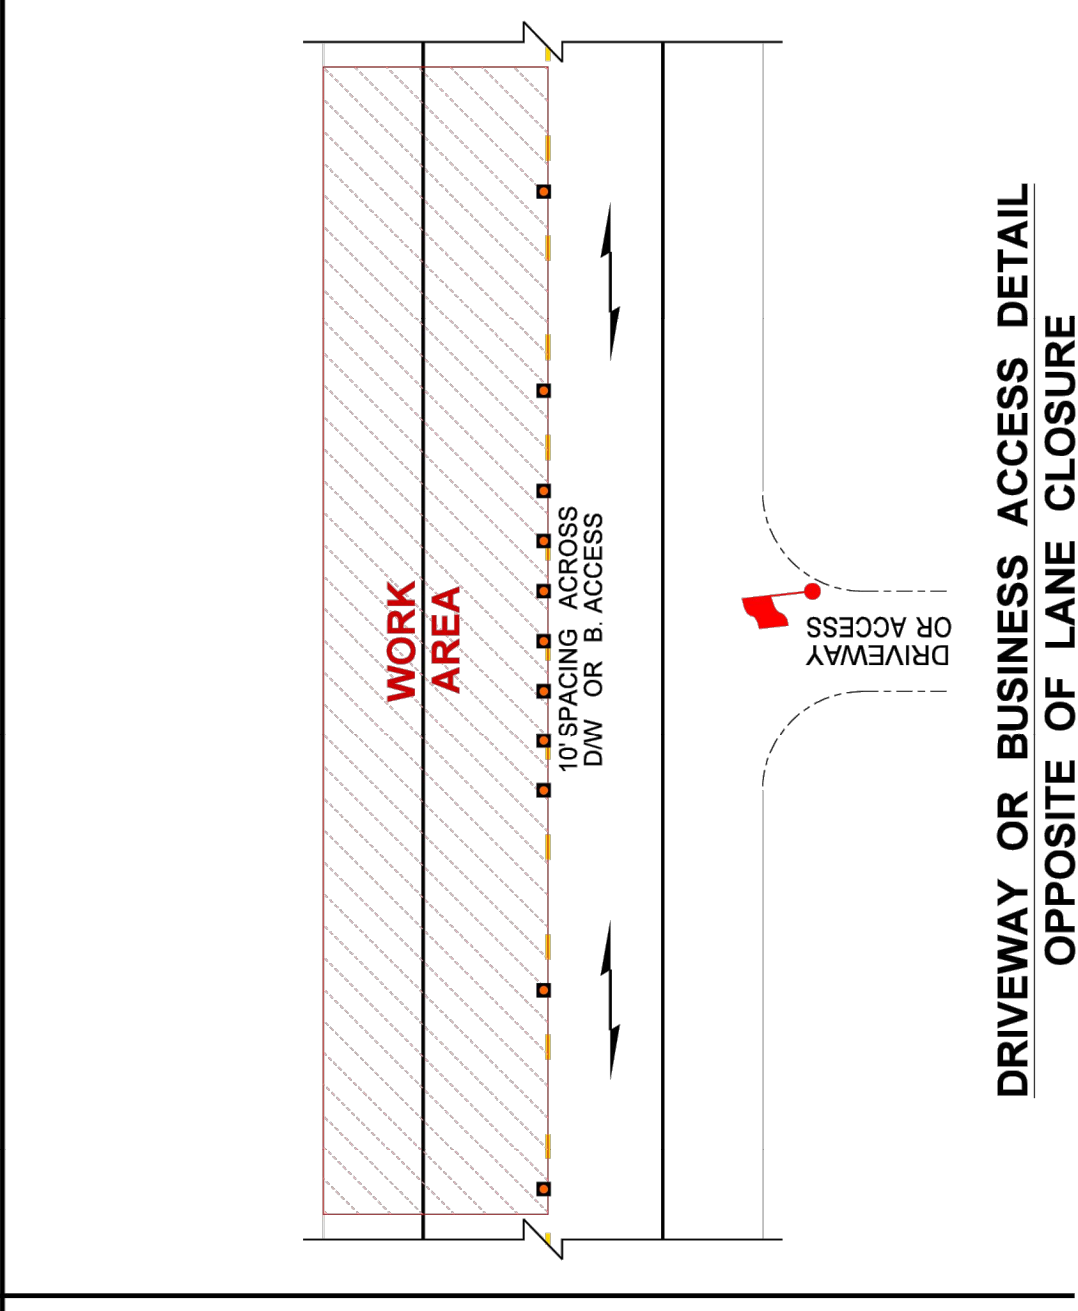 WORK
AREA
10' SPACING ACROSS
D/W OR B. ACCESS
DRIVEWAY
OR ACCESS
DRIVEWAY OR BUSINESS ACCESS DETAIL
OPPOSITE OF LANE CLOSURE